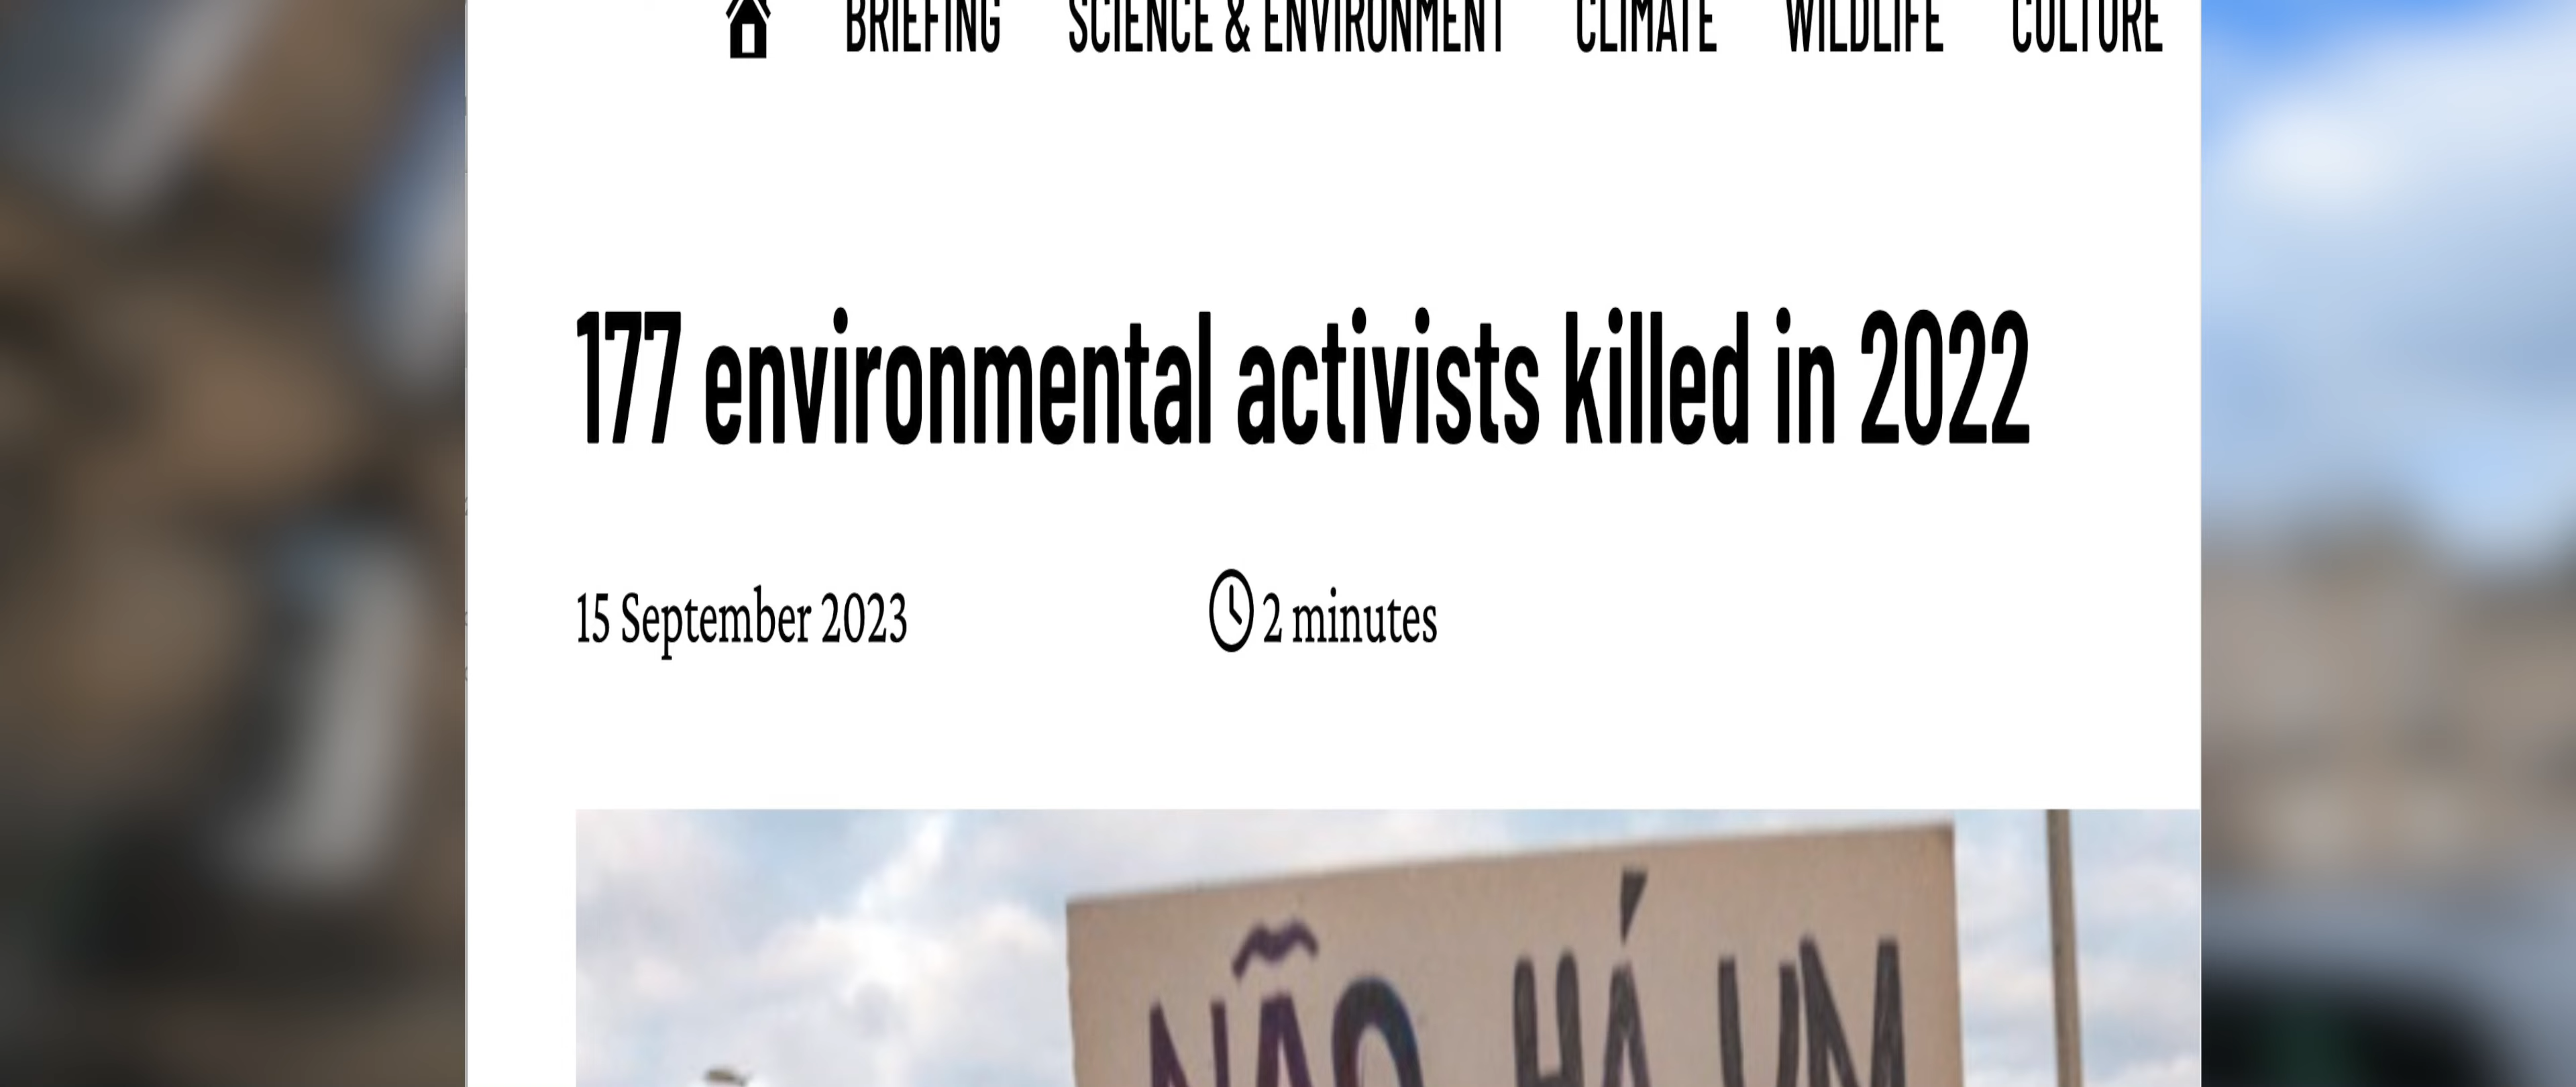 BRIEFING SCIENCE & ENVIRONMENT CLIMATE WILDLIFE CULTURE
177 environmental activists killed in 2022
15 September 2023 2 minutes
NÃO HÁ UM